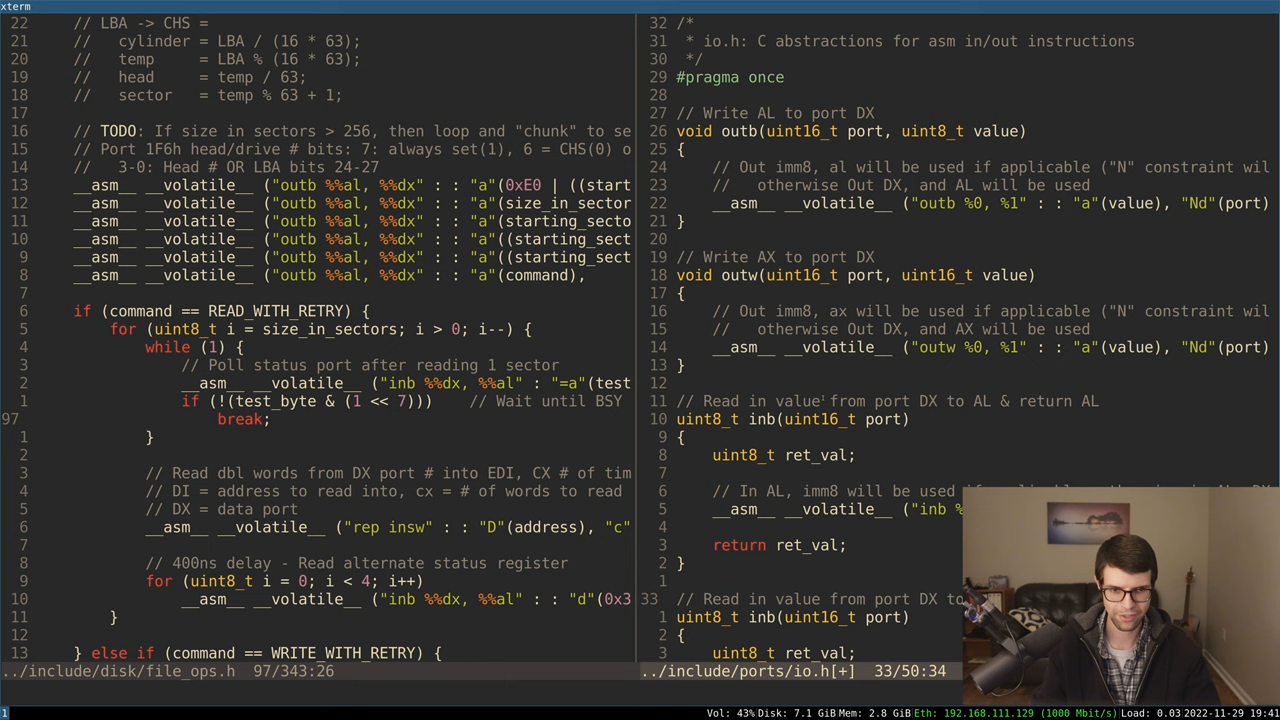 xterm
22 // LBA -> CHS =
21 //   cylinder = LBA / (16 * 63);
20 //   temp     = LBA % (16 * 63);
19 //   head     = temp / 63;
18 //   sector   = temp % 63 + 1;
17
16 // TODO: If size in sectors > 256, then loop and "chunk" to se
15 // Port 1F6h head/drive # bits: 7: always set(1), 6 = CHS(0) o
14 //   3-0: Head # OR LBA bits 24-27
13 __asm__ __volatile__ ("outb %%al, %%dx" : : "a"(0xE0 | ((start
12 __asm__ __volatile__ ("outb %%al, %%dx" : : "a"(size_in_sector
11 __asm__ __volatile__ ("outb %%al, %%dx" : : "a"(starting_secto
10 __asm__ __volatile__ ("outb %%al, %%dx" : : "a"((starting_sect
9 __asm__ __volatile__ ("outb %%al, %%dx" : : "a"((starting_sect
8 __asm__ __volatile__ ("outb %%al, %%dx" : : "a"(command),
7
6 if (command == READ_WITH_RETRY) {
5 for (uint8_t i = size_in_sectors; i > 0; i--) {
4 while (1) {
3 // Poll status port after reading 1 sector
2 __asm__ __volatile__ ("inb %%dx, %%al" : "=a"(test
1 if (!(test_byte & (1 << 7)))    // Wait until BSY
97 break;
1 }
2
3 // Read dbl words from DX port # into EDI, CX # of tim
4 // DI = address to read into, cx = # of words to read
5 // DX = data port
6 __asm__ __volatile__ ("rep insw" : : "D"(address), "c"
7
8 // 400ns delay - Read alternate status register
9 for (uint8_t i = 0; i < 4; i++)
10 __asm__ __volatile__ ("inb %%dx, %%al" : : "d"(0x3
11 }
12
13 } else if (command == WRITE_WITH_RETRY) {
../include/disk/file_ops.h  97/343:26
32 /*
31  * io.h: C abstractions for asm in/out instructions
30  */
29 #pragma once
28
27 // Write AL to port DX
26 void outb(uint16_t port, uint8_t value)
25 {
24 // Out imm8, al will be used if applicable ("N" constraint wil
23 //   otherwise Out DX, and AL will be used
22 __asm__ __volatile__ ("outb %0, %1" : : "a"(value), "Nd"(port)
21 }
20
19 // Write AX to port DX
18 void outw(uint16_t port, uint16_t value)
17 {
16 // Out imm8, ax will be used if applicable ("N" constraint wil
15 //   otherwise Out DX, and AX will be used
14 __asm__ __volatile__ ("outw %0, %1" : : "a"(value), "Nd"(port)
13 }
12
11 // Read in value from port DX to AL & return AL
10 uint8_t inb(uint16_t port)
9 {
8 uint8_t ret_val;
7
6 // In AL, imm8 will be used
5 __asm__ __volatile__ ("inb %
4
3 return ret_val;
2 }
1
33 // Read in value from port DX to
1 uint8_t inb(uint16_t port)
2 {
3 uint8_t ret_val;
../include/ports/io.h[+]  33/50:34
1 Vol: 43% Disk: 7.1 GiB Mem: 2.8 GiB Eth: 192.168.111.129 (1000 Mbit/s) Load: 0.03 2022-11-29 19:41